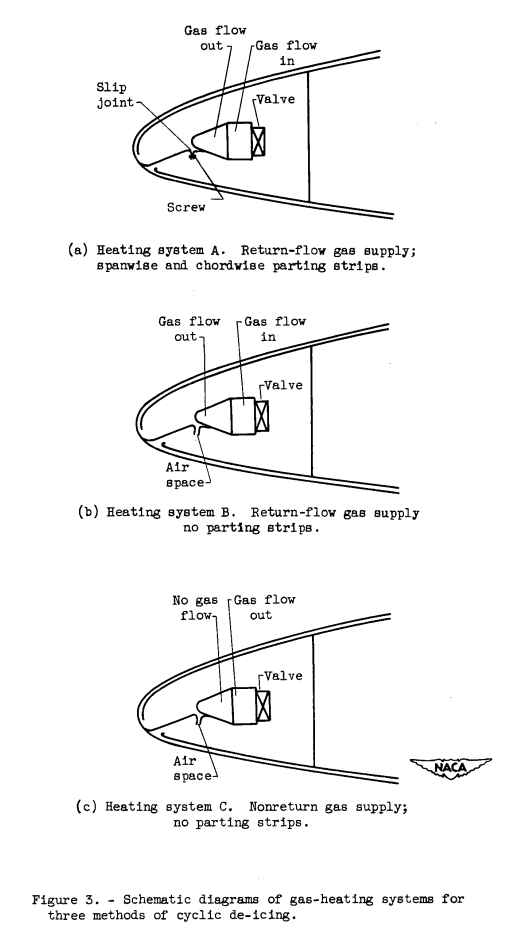 Gas flow
out
Gas flow
in
Slip
joint
Valve
Screw
(a) Heating system A. Return-flow gas supply;
spanwise and chordwise parting strips.
Gas flow
out
Gas flow
in
Valve
Air
space
(b) Heating system B. Return-flow gas supply
no parting strips.
No gas
flow
Gas flow
out
Valve
Air
space
NACA
(c) Heating system C. Nonreturn gas supply;
no parting strips.
Figure 3. - Schematic diagrams of gas-heating systems for
three methods of cyclic de-icing.